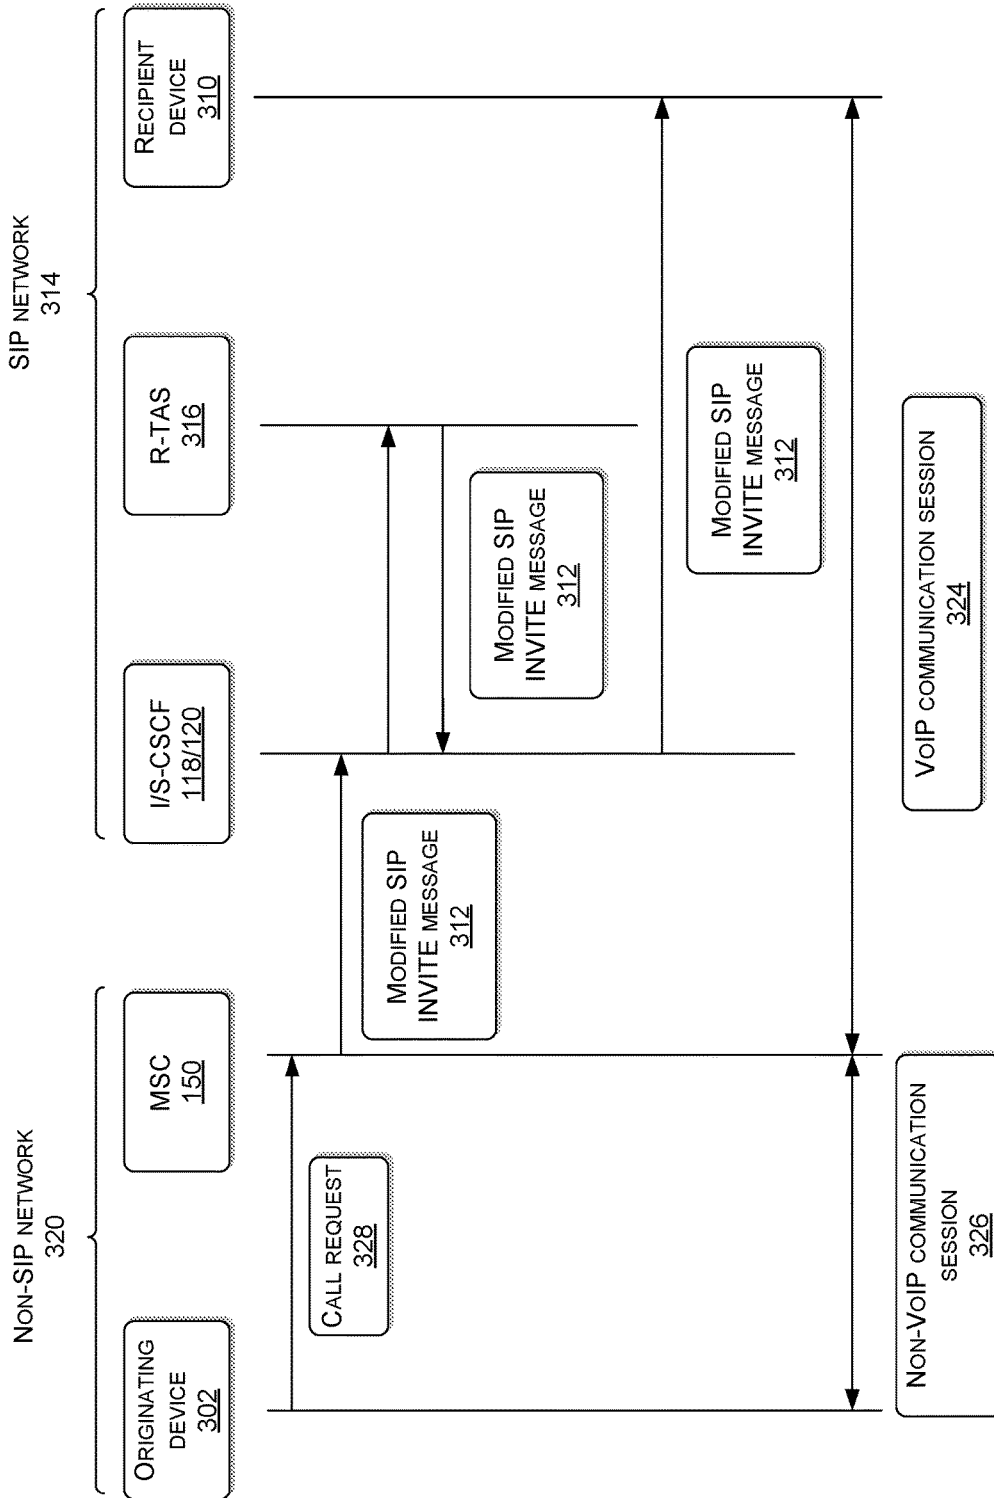 NON-SIP NETWORK
320
SIP NETWORK
314
ORIGINATING
DEVICE
302
MSC
150
I/S-CSCF
118/120
R-TAS
316
RECIPIENT
DEVICE
310
CALL REQUEST
328
MODIFIED SIP
INVITE MESSAGE
312
MODIFIED SIP
INVITE MESSAGE
312
MODIFIED SIP
INVITE MESSAGE
312
NON-VOIP COMMUNICATION
SESSION
326
VOIP COMMUNICATION SESSION
324